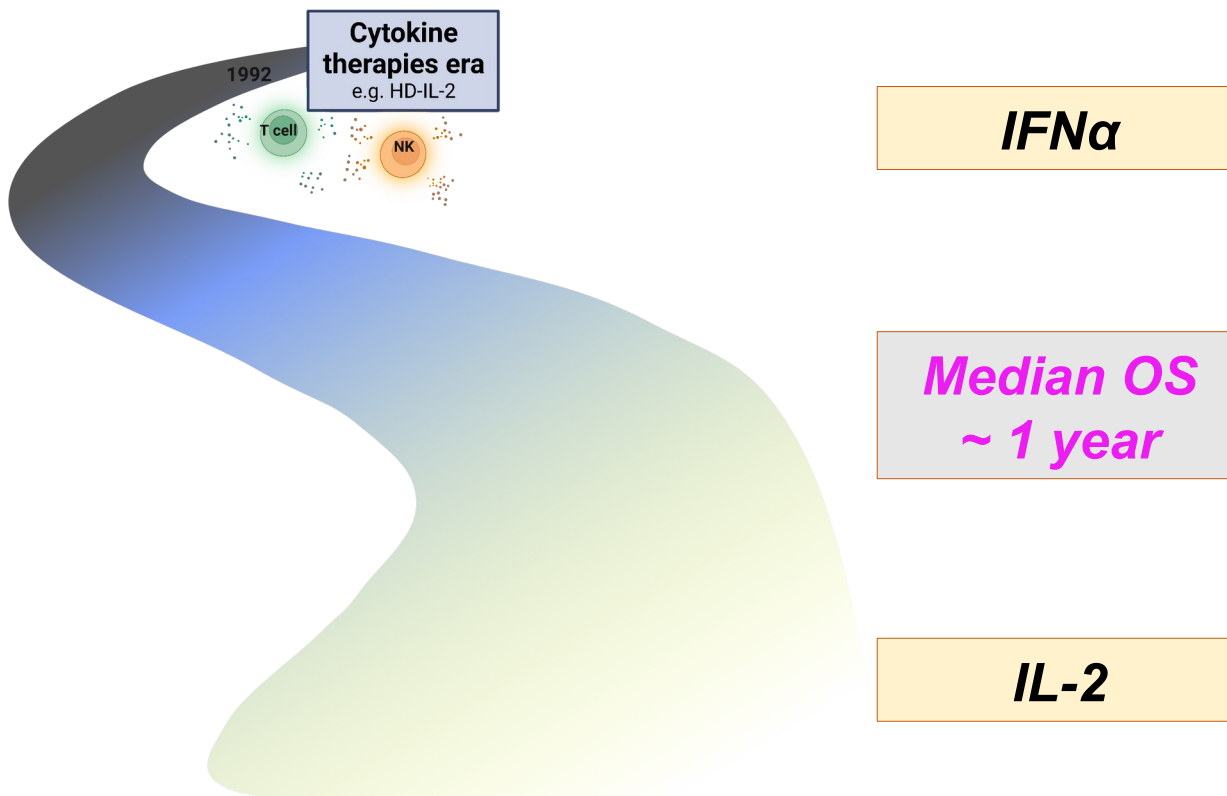 Cytokine
therapies era
e.g. HD-IL-2
1992
T cell
NK
IFNα
Median OS
~ 1 year
IL-2